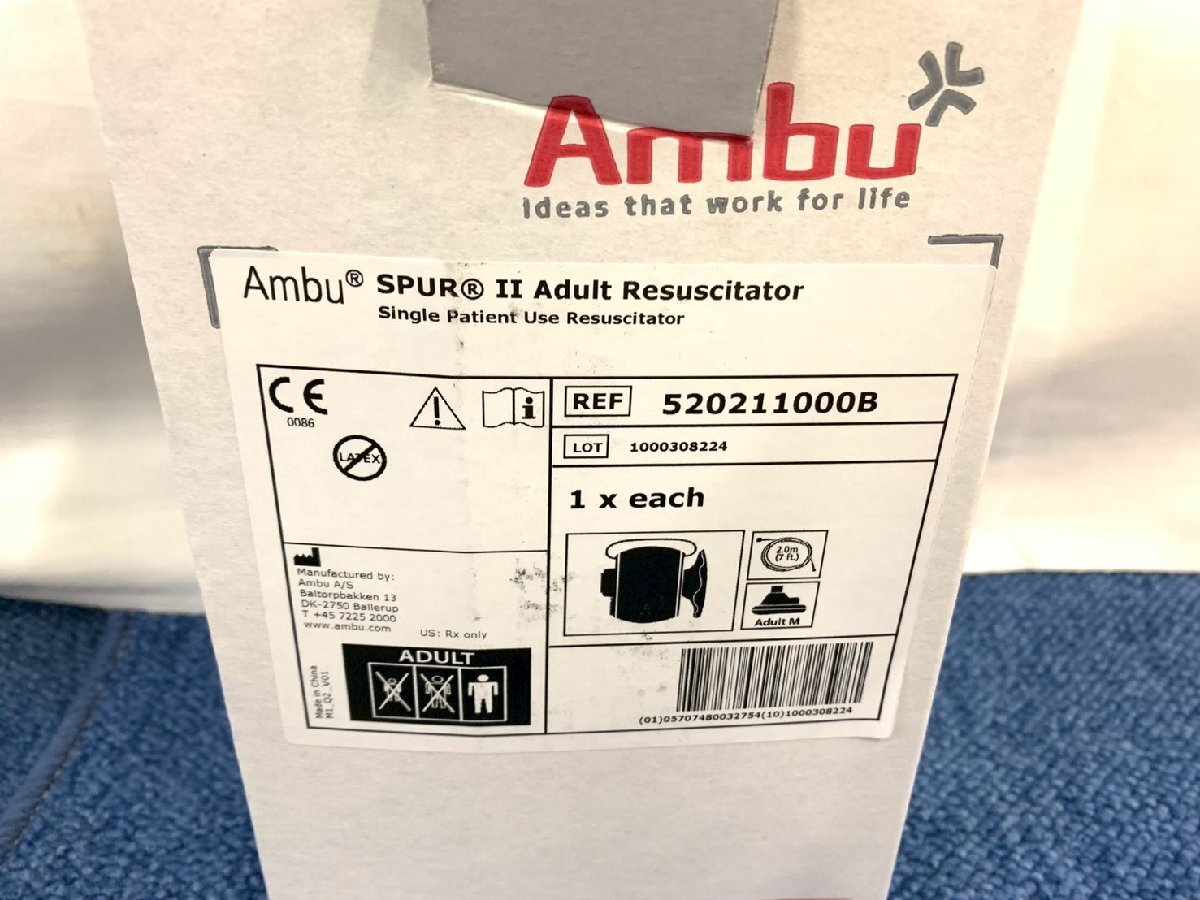 Ambu
Ideas that work for life
Ambu® SPUR® II Adult Resuscitator
Single Patient Use Resuscitator
CE
0086
LATEX
REF 520211000B
LOT 1000308224
1 x each
2.0m
(7 ft.)
Adult M
Manufactured by:
Ambu A/S
Baltorpbakken 13
DK-2750 Ballerup
T +45 7225 2000
www.ambu.com
US: Rx only
Made in China
M1_Q2_V01
ADULT
(01)05707480032754(10)1000308224